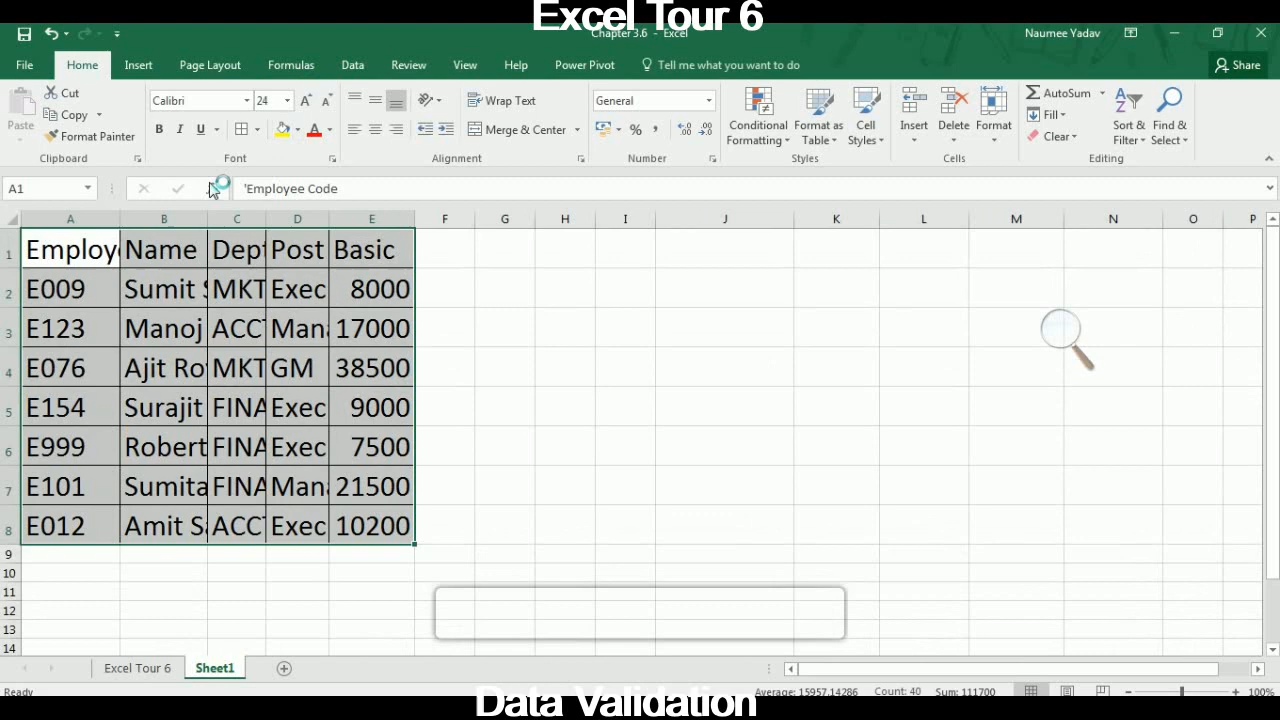 Excel Tour 6
Chapter 3.6 - Excel
Naumee Yadav
File Home Insert Page Layout Formulas Data Review View Help Power Pivot Tell me what you want to do Share
Cut
Copy
Format Painter
Paste
Clipboard
Calibri 24
B I U
Font
Wrap Text
Merge & Center
Alignment
General
%
Number
Conditional Formatting
Format as Table
Cell Styles
Styles
Insert Delete Format
Cells
AutoSum
Fill
Clear
Sort & Filter
Find & Select
Editing
A1 'Employee Code
A B C D E F G H I J K L M N O P
1 Employe Name Dept Post Basic
2 E009 Sumit S MKT Exec 8000
3 E123 Manoj ACCT Mana 17000
4 E076 Ajit Ro MKT GM 38500
5 E154 Surajit FINA Exec 9000
6 E999 Robert FINA Exec 7500
7 E101 Sumita FINA Mana 21500
8 E012 Amit Sa ACCT Exec 10200
9
10
11
12
13
14
Excel Tour 6 Sheet1
Ready Average: 15957.14286 Count: 40 Sum: 111700 100%
Data Validation